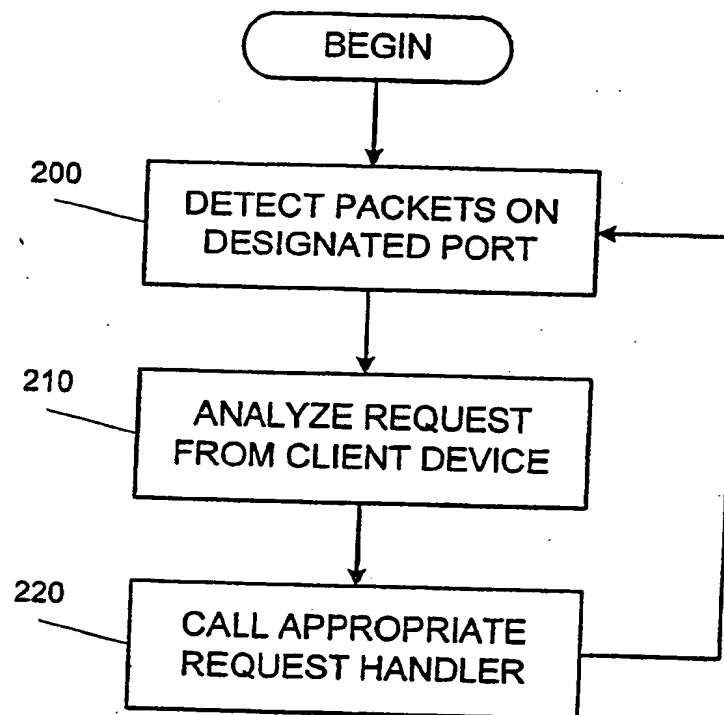 BEGIN
200
DETECT PACKETS ON
DESIGNATED PORT
210
ANALYZE REQUEST
FROM CLIENT DEVICE
220
CALL APPROPRIATE
REQUEST HANDLER